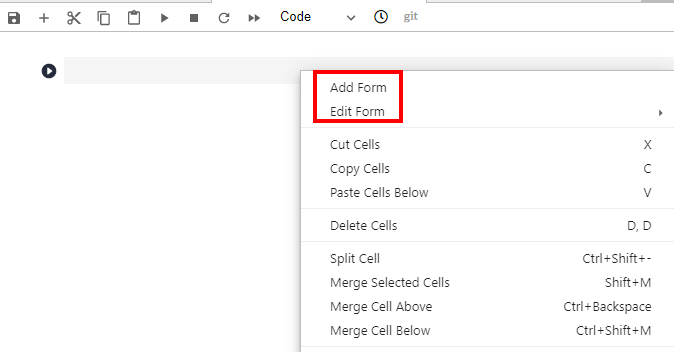 Code git
Add Form
Edit Form
Cut Cells X
Copy Cells C
Paste Cells Below V
Delete Cells D, D
Split Cell Ctrl+Shift+-
Merge Selected Cells Shift+M
Merge Cell Above Ctrl+Backspace
Merge Cell Below Ctrl+Shift+M